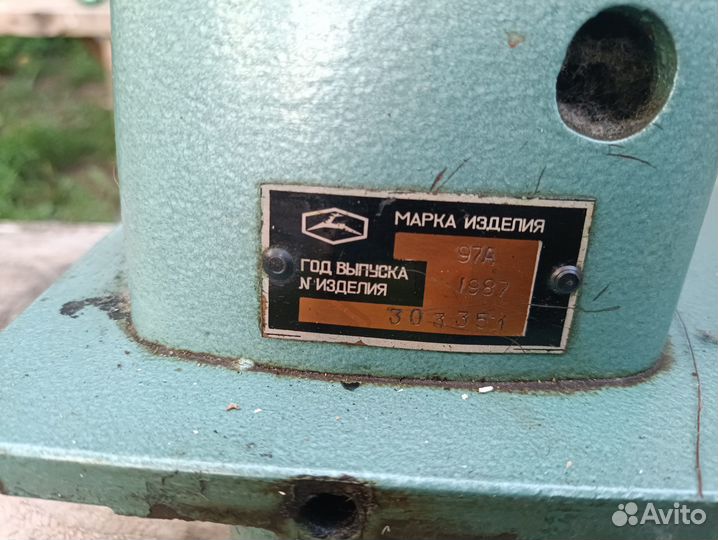 МАРКА ИЗДЕЛИЯ
97А
ГОД ВЫПУСКА
1987
N ИЗДЕЛИЯ
303351
Avito